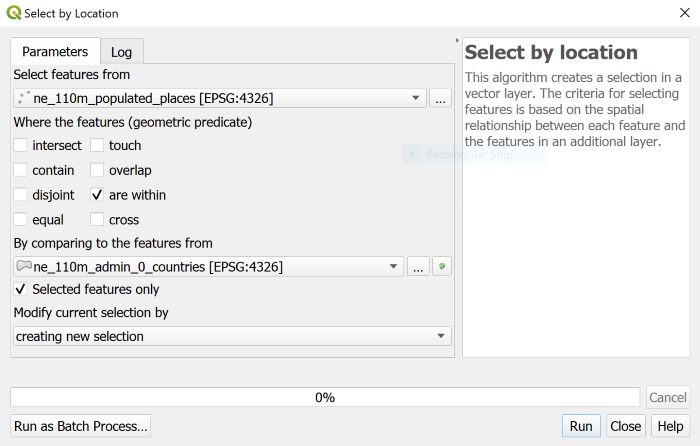 Select by Location
Parameters
Log
Select features from
ne_110m_populated_places [EPSG:4326]
...
Where the features (geometric predicate)
intersect
touch
contain
overlap
disjoint
are within
equal
cross
By comparing to the features from
ne_110m_admin_0_countries [EPSG:4326]
...
Selected features only
Modify current selection by
creating new selection
Select by location
This algorithm creates a selection in a
vector layer. The criteria for selecting
features is based on the spatial
relationship between each feature and
the features in an additional layer.
Rectangular Snip
0%
Cancel
Run as Batch Process...
Run
Close
Help